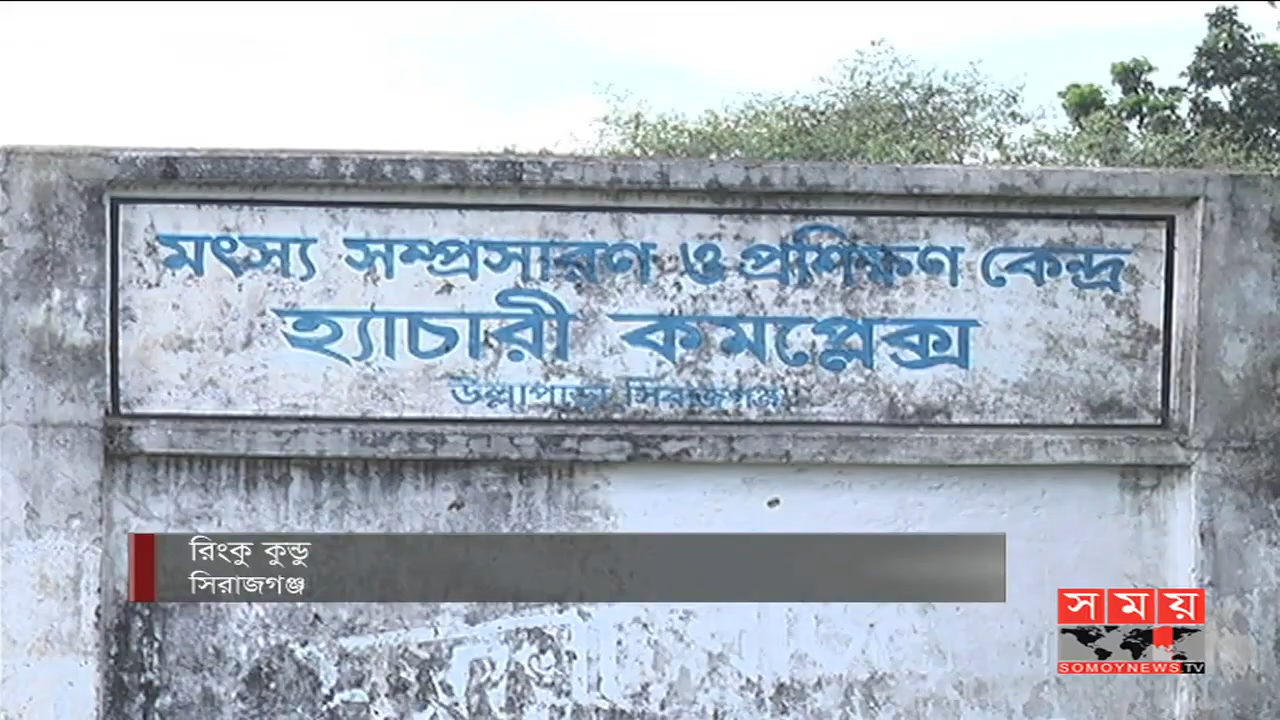 মৎস্য সম্প্রসারণ ও প্রশিক্ষণ কেন্দ্র
হ্যাচারী কমপ্লেক্স
উল্লাপাড়া সিরাজগঞ্জ
রিংকু কুন্ডু
সিরাজগঞ্জ
সময়
SOMOYNEWS TV